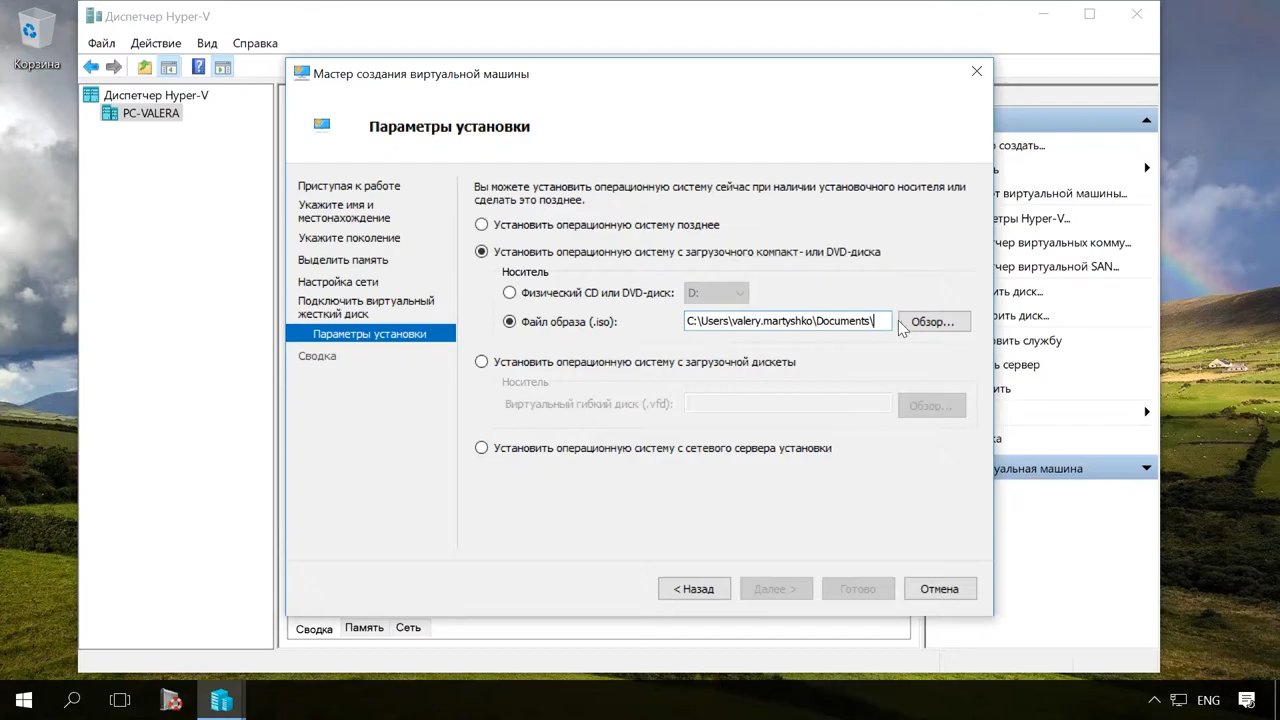 Корзина
Диспетчер Hyper-V
Файл
Действие
Вид
Справка
Диспетчер Hyper-V
PC-VALERA
Мастер создания виртуальной машины
Параметры установки
Приступая к работе
Укажите имя и
местонахождение
Укажите поколение
Выделить память
Настройка сети
Подключить виртуальный
жесткий диск
Параметры установки
Сводка
Вы можете установить операционную систему сейчас при наличии установочного носителя или
сделать это позднее.
Установить операционную систему позднее
Установить операционную систему с загрузочного компакт- или DVD-диска
Носитель
Физический CD или DVD-диск:
D:
Файл образа (.iso):
C:\Users\valery.martyshko\Documents\
Обзор...
Установить операционную систему с загрузочной дискеты
Носитель
Виртуальный гибкий диск (.vfd):
Обзор...
Установить операционную систему с сетевого сервера установки
< Назад
Далее >
Готово
Отмена
о создать...
ь
рт виртуальной машины...
етры Hyper-V...
чер виртуальных комму...
чер виртуальной SAN...
ить диск...
рить диск...
овить службу
ь сервер
ить
ка
уальная машина
Сводка
Память
Сеть
ENG